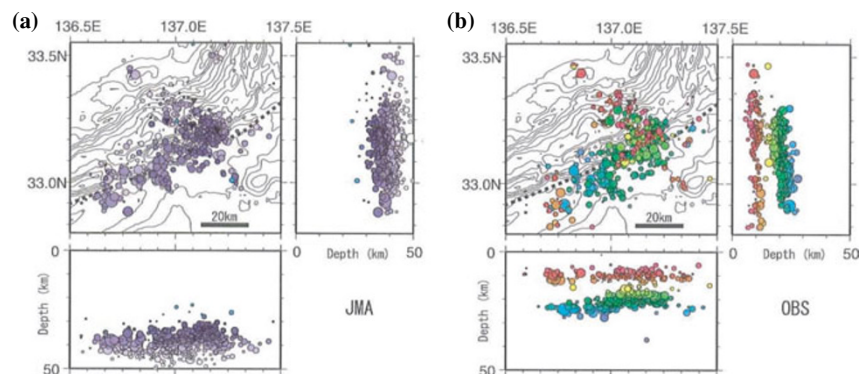 (a)
136.5E 137.0E 137.5E
33.5N
33.0N
20km
0 50
Depth (km)
0
Depth (km)
50
JMA
(b)
136.5E 137.0E 137.5E
33.5N
33.0N
20km
0 50
Depth (km)
0
Depth (km)
50
OBS